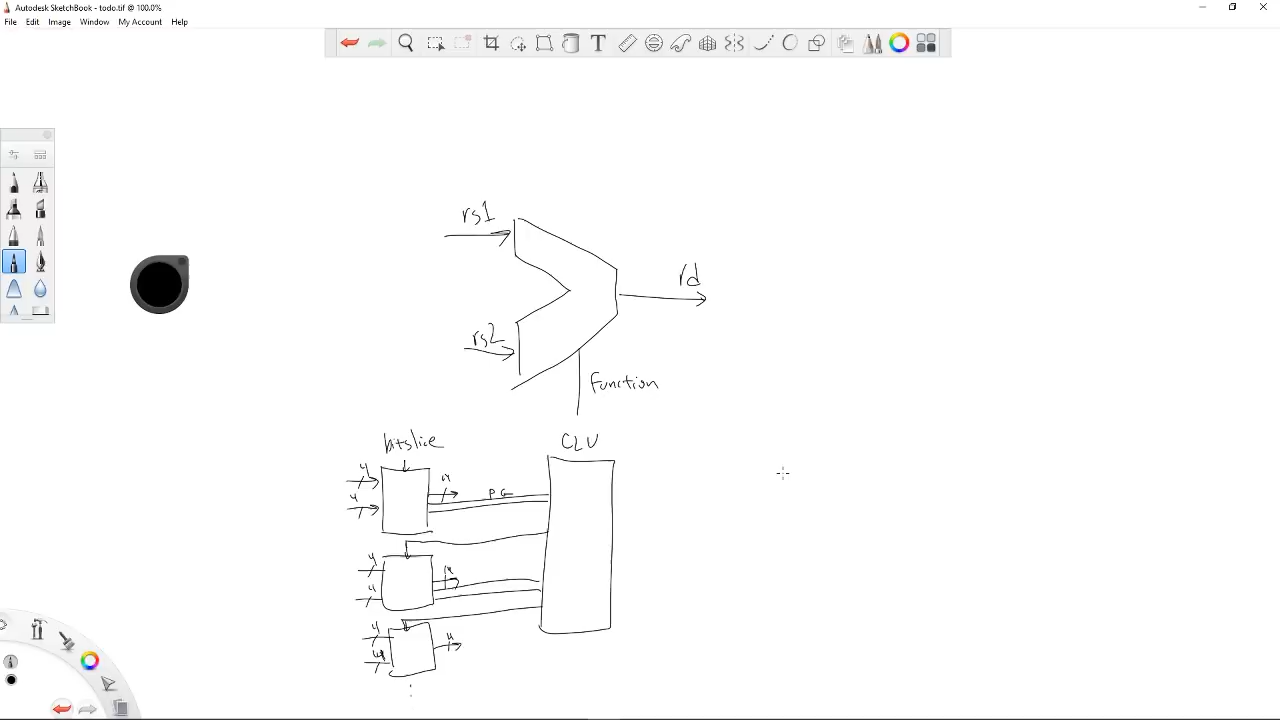 Autodesk SketchBook - todo.tif @ 100.0%
File Edit Image Window My Account Help
T
rs1
rd
rs2
Function
bitslice
CLU
4
4
4
PG
4
4
4
4
4
4